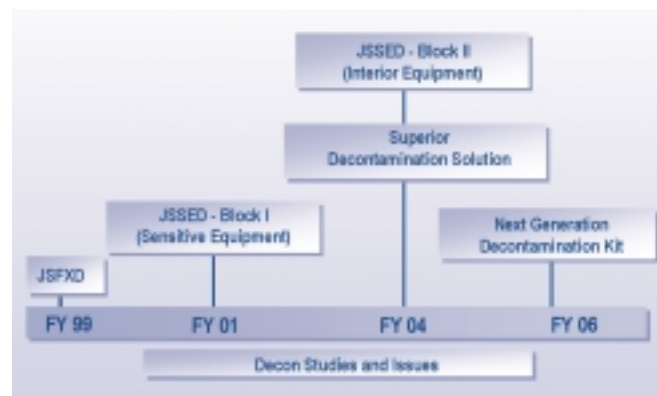 JSSED - Block II
(Interior Equipment)
Superior
Decontamination Solution
JSSED - Block I
(Sensitive Equipment)
Next Generation
Decontamination Kit
JSFXD
FY 99
FY 01
FY 04
FY 06
Decon Studies and Issues